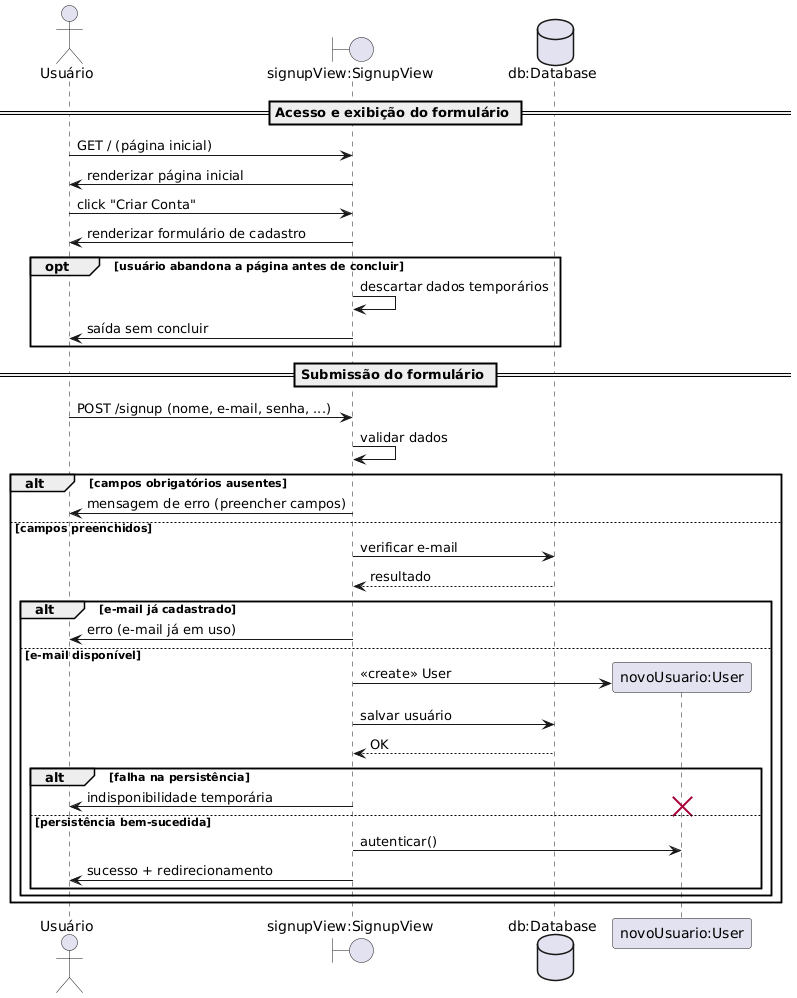 Usuário
signupView:SignupView
db:Database
Acesso e exibição do formulário
GET / (página inicial)
renderizar página inicial
click "Criar Conta"
renderizar formulário de cadastro
opt [usuário abandona a página antes de concluir]
descartar dados temporários
saída sem concluir
Submissão do formulário
POST /signup (nome, e-mail, senha, ...)
validar dados
alt [campos obrigatórios ausentes]
mensagem de erro (preencher campos)
[campos preenchidos]
verificar e-mail
resultado
alt [e-mail já cadastrado]
erro (e-mail já em uso)
[e-mail disponível]
«create» User
novoUsuario:User
salvar usuário
OK
alt [falha na persistência]
indisponibilidade temporária
[persistência bem-sucedida]
autenticar()
sucesso + redirecionamento
Usuário
signupView:SignupView
db:Database
novoUsuario:User